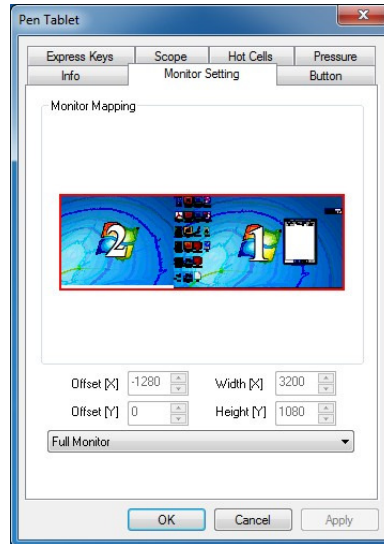 Pen Tablet
Express Keys Scope Hot Cells Pressure
Info Monitor Setting Button
Monitor Mapping
2 1
Offset [X] -1280 Width [X] 3200
Offset [Y] 0 Height [Y] 1080
Full Monitor
OK Cancel Apply